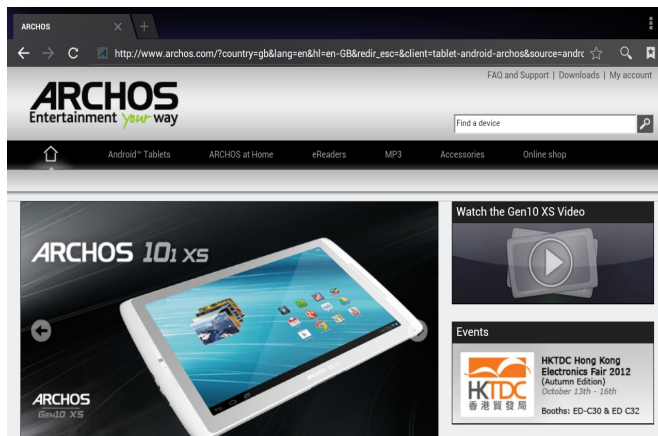 ARCHOS
http://www.archos.com/?country=gb&lang=en&hl=en-GB&redir_esc=&client=tablet-android-archos&source=andrc
FAQ and Support | Downloads | My account
ARCHOS
Entertainment your way
Find a device
Android™ Tablets ARCHOS at Home eReaders MP3 Accessories Online shop
ARCHOS 101 XS
ARCHOS
GEN10 XS
Watch the Gen10 XS Video
Events
HKTDC
香港貿發局
HKTDC Hong Kong
Electronics Fair 2012
(Autumn Edition)
October 13th - 16th
Booths: ED-C30 & ED C32